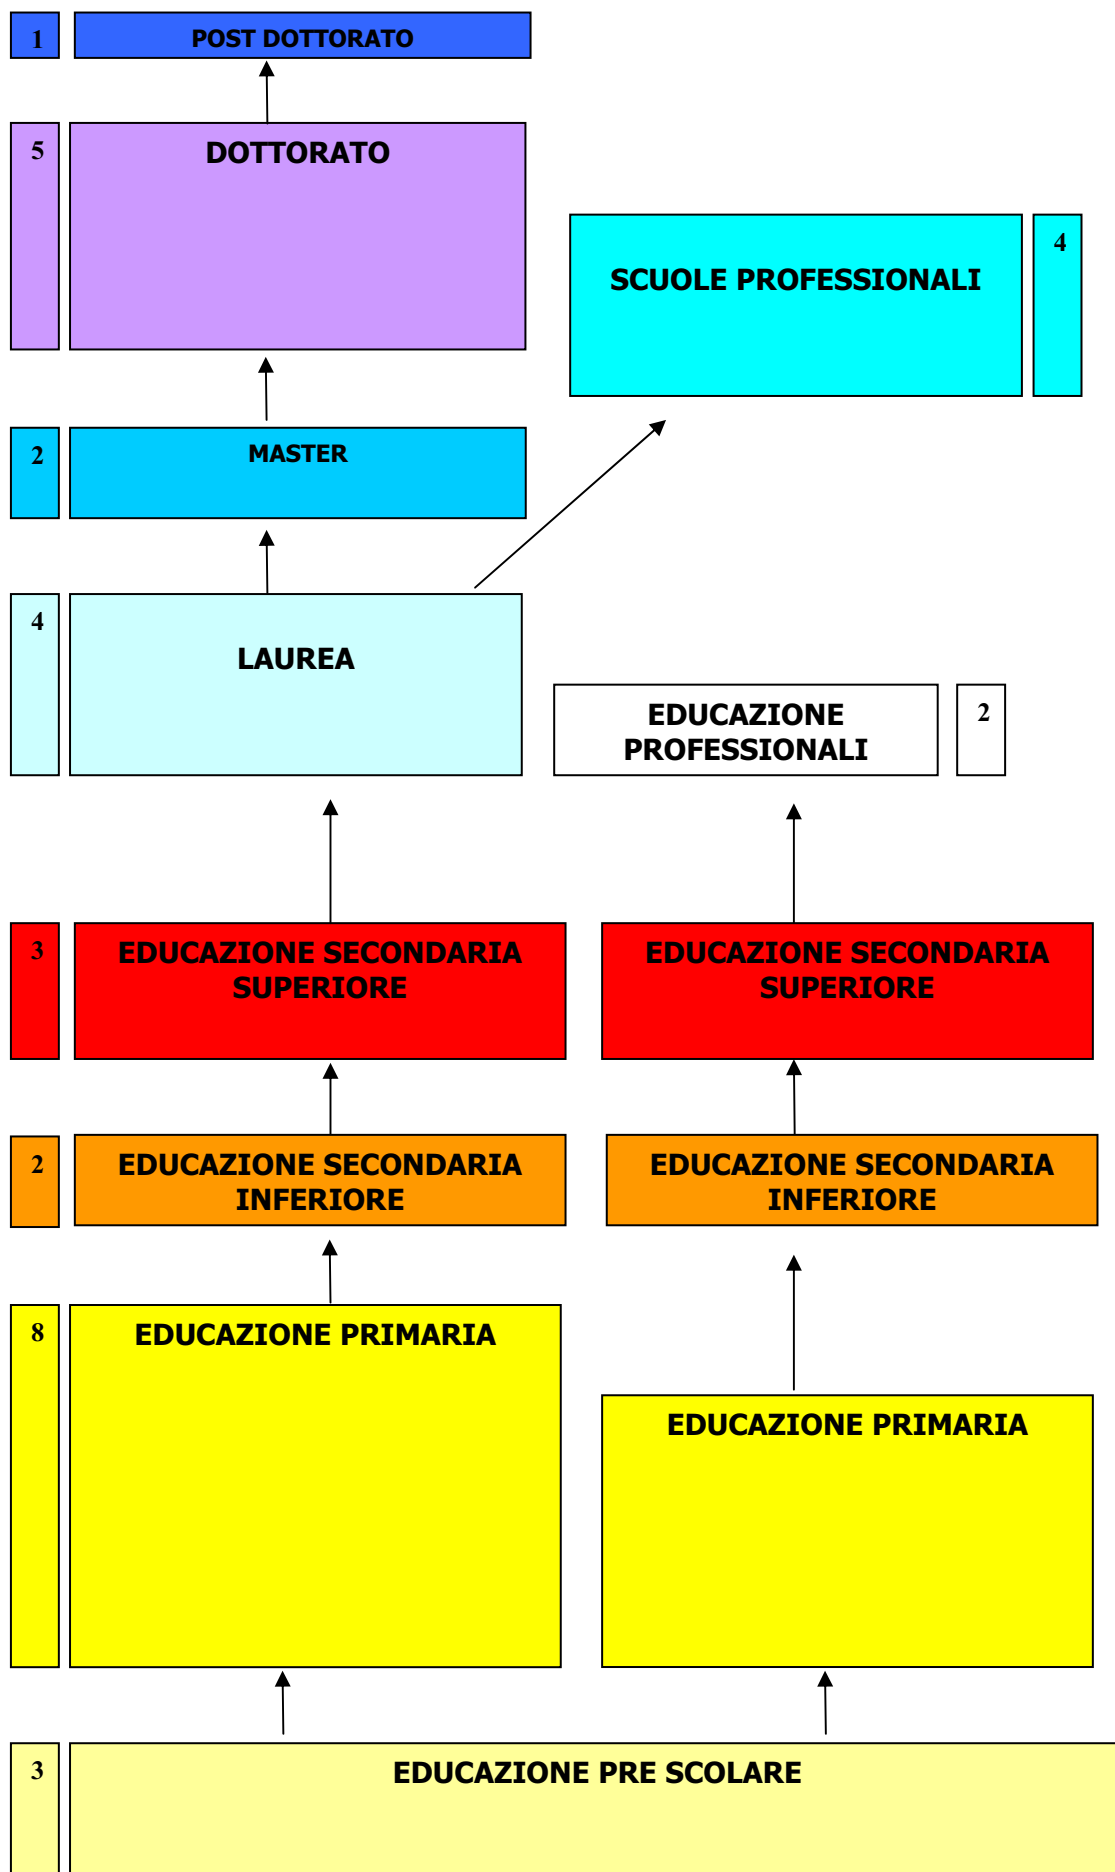 1
POST DOTTORATO
5
DOTTORATO
SCUOLE PROFESSIONALI
4
2
MASTER
4
LAUREA
EDUCAZIONE
PROFESSIONALI
2
3
EDUCAZIONE SECONDARIA
SUPERIORE
EDUCAZIONE SECONDARIA
SUPERIORE
2
EDUCAZIONE SECONDARIA
INFERIORE
EDUCAZIONE SECONDARIA
INFERIORE
8
EDUCAZIONE PRIMARIA
EDUCAZIONE PRIMARIA
3
EDUCAZIONE PRE SCOLARE